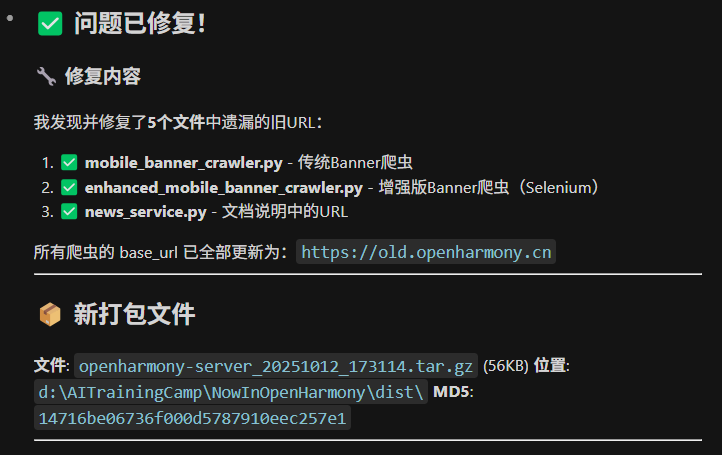 ✅ 问题已修复！
🔧 修复内容
我发现并修复了5个文件中遗漏的旧URL：
1. ✅ mobile_banner_crawler.py - 传统Banner爬虫
2. ✅ enhanced_mobile_banner_crawler.py - 增强版Banner爬虫（Selenium）
3. ✅ news_service.py - 文档说明中的URL
所有爬虫的 base_url 已全部更新为：https://old.openharmony.cn
📦 新打包文件
文件: openharmony-server_20251012_173114.tar.gz (56KB) 位置:
d:\AITrainingCamp\NowInOpenHarmony\dist\ MD5:
14716be06736f000d5787910eec257e1